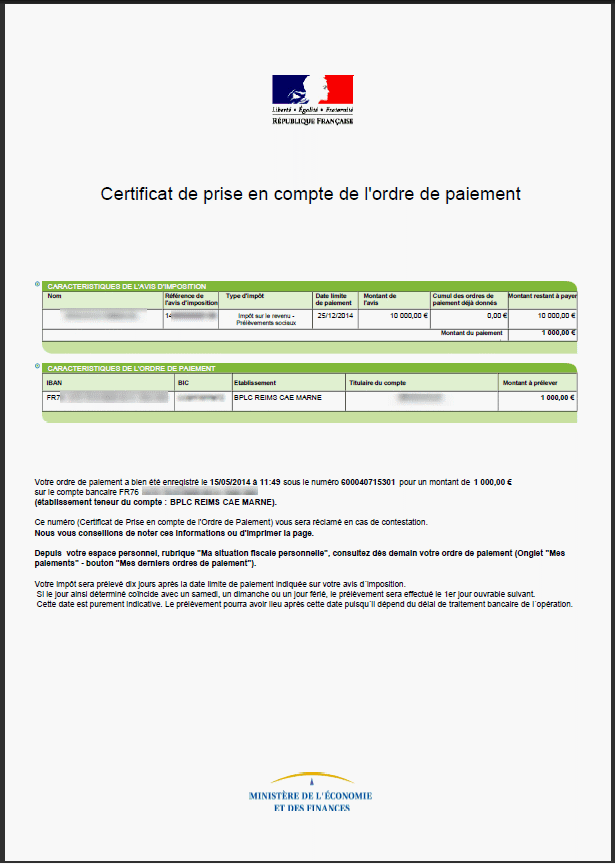 Liberté • Égalité • Fraternité
RÉPUBLIQUE FRANÇAISE
Certificat de prise en compte de l'ordre de paiement
CARACTERISTIQUES DE L'AVIS D'IMPOSITION
Nom Référence de l'avis d'imposition Type d'impôt Date limite de paiement Montant de l'avis Cumul des ordres de paiement déjà donnés Montant restant à payer
14 Impôt sur le revenu - Prélèvements sociaux 25/12/2014 10 000,00 € 0,00 € 10 000,00 €
Montant du paiement 1 000,00 €
CARACTERISTIQUES DE L'ORDRE DE PAIEMENT
IBAN BIC Etablissement Titulaire du compte Montant à prélever
FR7 BPLC REIMS CAE MARNE 1 000,00 €
Votre ordre de paiement a bien été enregistré le 15/05/2014 à 11:49 sous le numéro 600040715301 pour un montant de 1 000,00 €
sur le compte bancaire FR76
(établissement teneur du compte : BPLC REIMS CAE MARNE).
Ce numéro (Certificat de Prise en compte de l'Ordre de Paiement) vous sera réclamé en cas de contestation.
Nous vous conseillons de noter ces informations ou d'imprimer la page.
Depuis votre espace personnel, rubrique "Ma situation fiscale personnelle", consultez dès demain votre ordre de paiement (Onglet "Mes
paiements" - bouton "Mes derniers ordres de paiement").
Votre impôt sera prélevé dix jours après la date limite de paiement indiquée sur votre avis d'imposition.
Si le jour ainsi déterminé coïncide avec un samedi, un dimanche ou un jour férié, le prélèvement sera effectué le 1er jour ouvrable suivant.
Cette date est purement indicative. Le prélèvement pourra avoir lieu après cette date puisqu'il dépend du délai de traitement bancaire de l'opération.
MINISTÈRE DE L'ÉCONOMIE
ET DES FINANCES